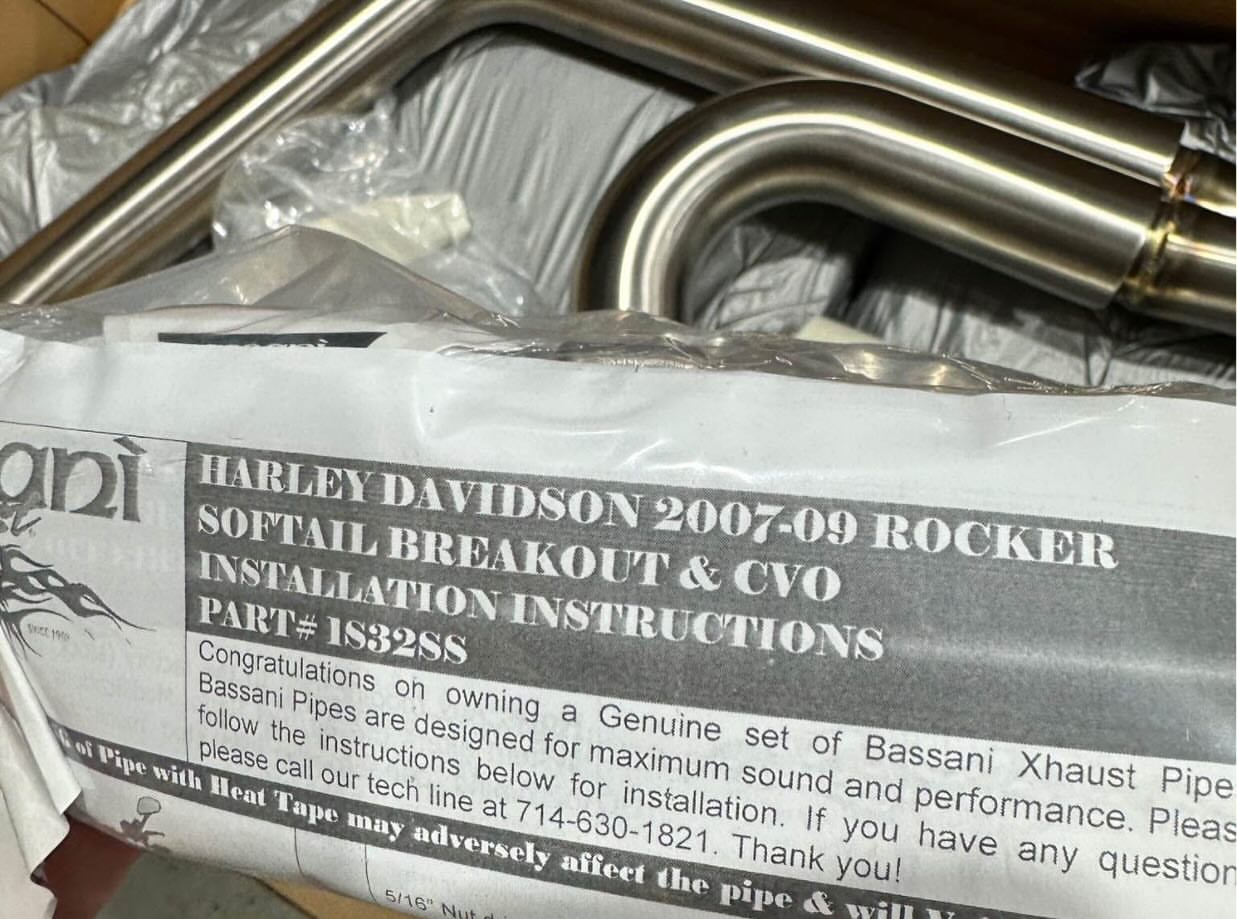 anì
SINCE 1969
HARLEY DAVIDSON 2007-09 ROCKER
SOFTAIL BREAKOUT & CVO
INSTALLATION INSTRUCTIONS
PART# 1S32SS
Congratulations on owning a Genuine set of Bassani Xhaust Pipe
Bassani Pipes are designed for maximum sound and performance. Pleas
follow the instructions below for installation. If you have any question
please call our tech line at 714-630-1821. Thank you!
G of Pipe with Heat Tape may adversely affect the pipe & will
5/16" Nut